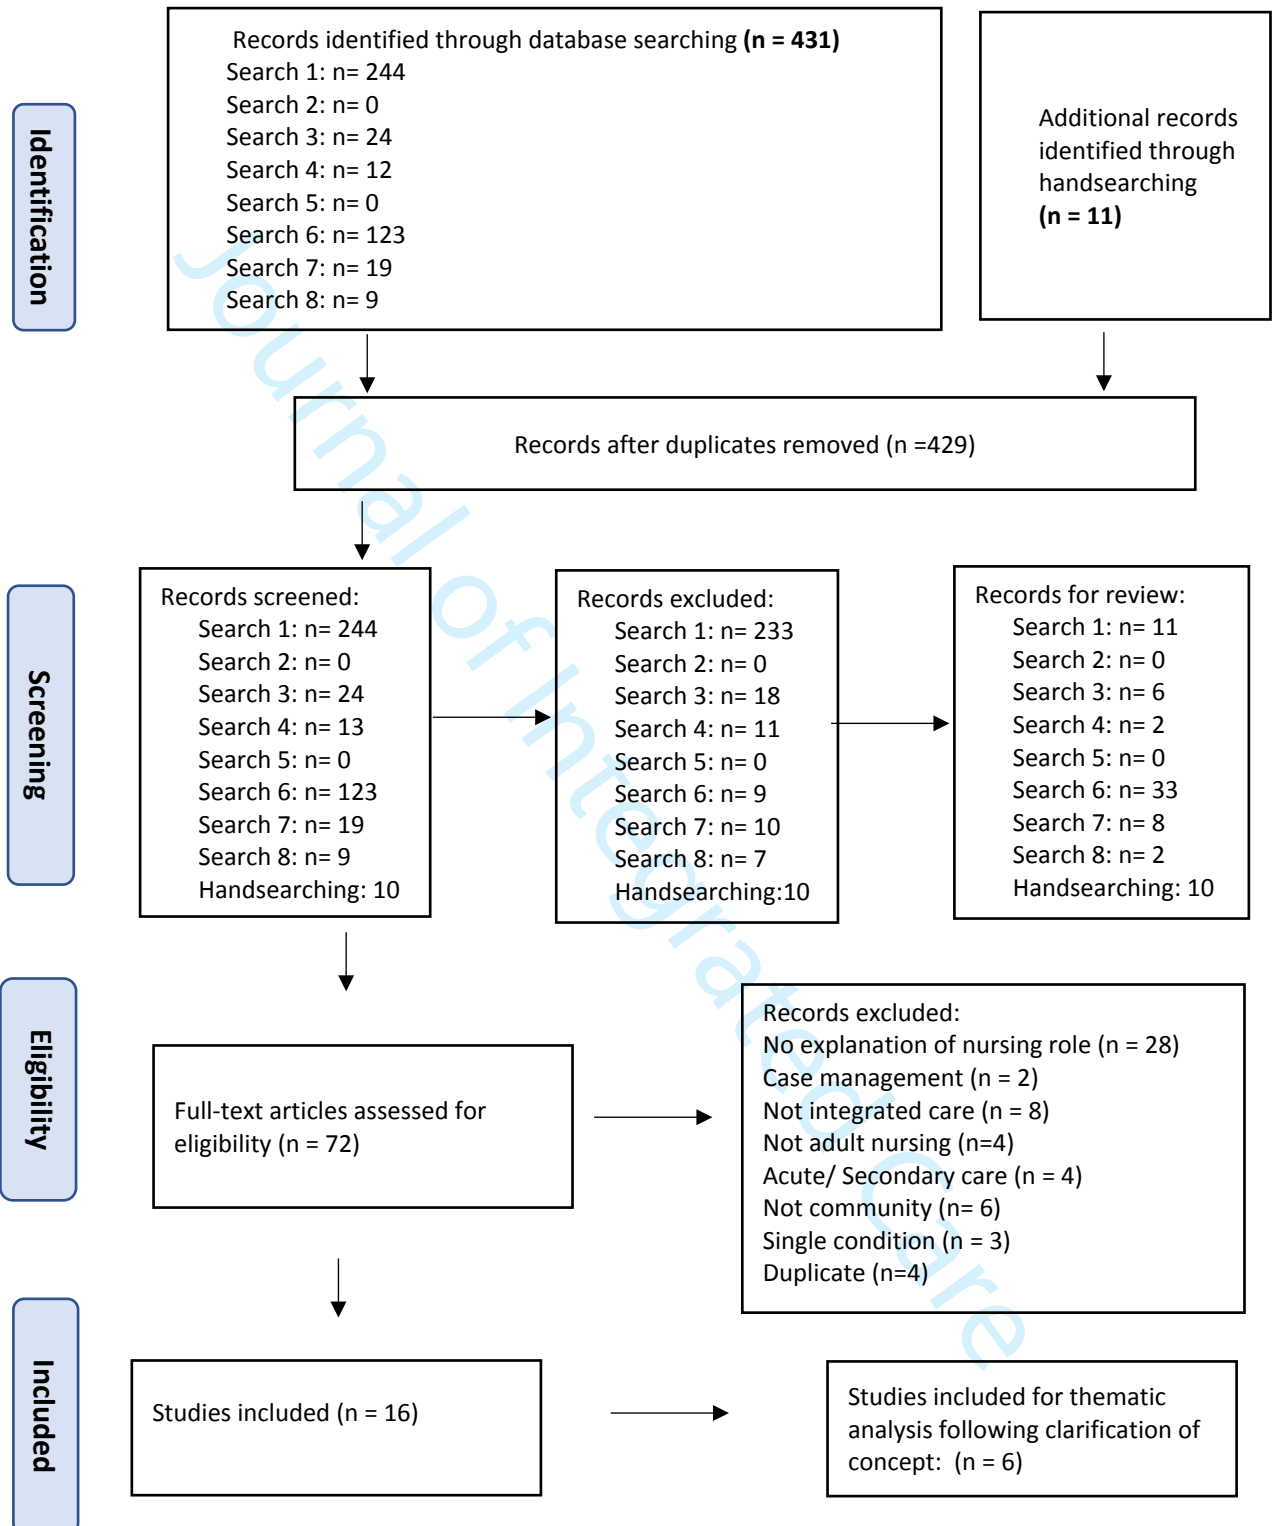 Identification
Records identified through database searching (n = 431)
Search 1: n= 244
Search 2: n= 0
Search 3: n= 24
Search 4: n= 12
Search 5: n= 0
Search 6: n= 123
Search 7: n= 19
Search 8: n= 9
Additional records
identified through
handsearching
(n = 11)
Records after duplicates removed (n =429)
Screening
Records screened:
Search 1: n= 244
Search 2: n= 0
Search 3: n= 24
Search 4: n= 13
Search 5: n= 0
Search 6: n= 123
Search 7: n= 19
Search 8: n= 9
Handsearching: 10
Records excluded:
Search 1: n= 233
Search 2: n= 0
Search 3: n= 18
Search 4: n= 11
Search 5: n= 0
Search 6: n= 9
Search 7: n= 10
Search 8: n= 7
Handsearching:10
Records for review:
Search 1: n= 11
Search 2: n= 0
Search 3: n= 6
Search 4: n= 2
Search 5: n= 0
Search 6: n= 33
Search 7: n= 8
Search 8: n= 2
Handsearching: 10
Eligibility
Full-text articles assessed for
eligibility (n = 72)
Records excluded:
No explanation of nursing role (n = 28)
Case management (n = 2)
Not integrated care (n = 8)
Not adult nursing (n=4)
Acute/ Secondary care (n = 4)
Not community (n= 6)
Single condition (n = 3)
Duplicate (n=4)
Included
Studies included (n = 16)
Studies included for thematic
analysis following clarification of
concept:  (n = 6)
Journal of Integrated Care